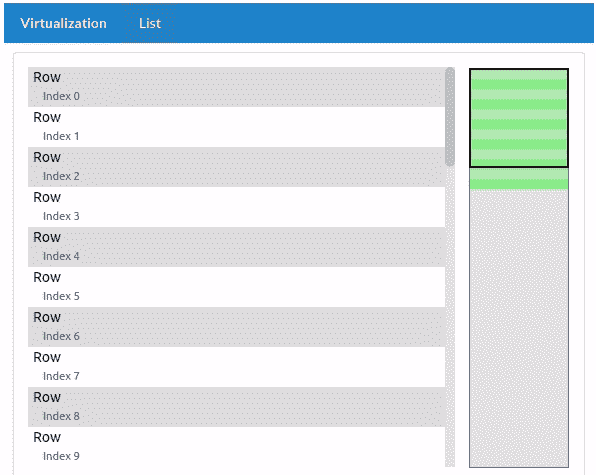 Virtualization List
Row
Index 0
Row
Index 1
Row
Index 2
Row
Index 3
Row
Index 4
Row
Index 5
Row
Index 6
Row
Index 7
Row
Index 8
Row
Index 9